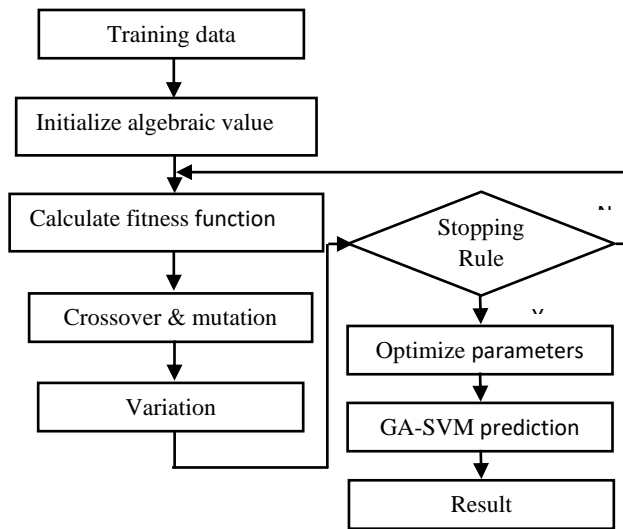 Training data
Initialize algebraic value
Calculate fitness function
Crossover & mutation
Variation
Stopping
Rule
Optimize parameters
GA-SVM prediction
Result